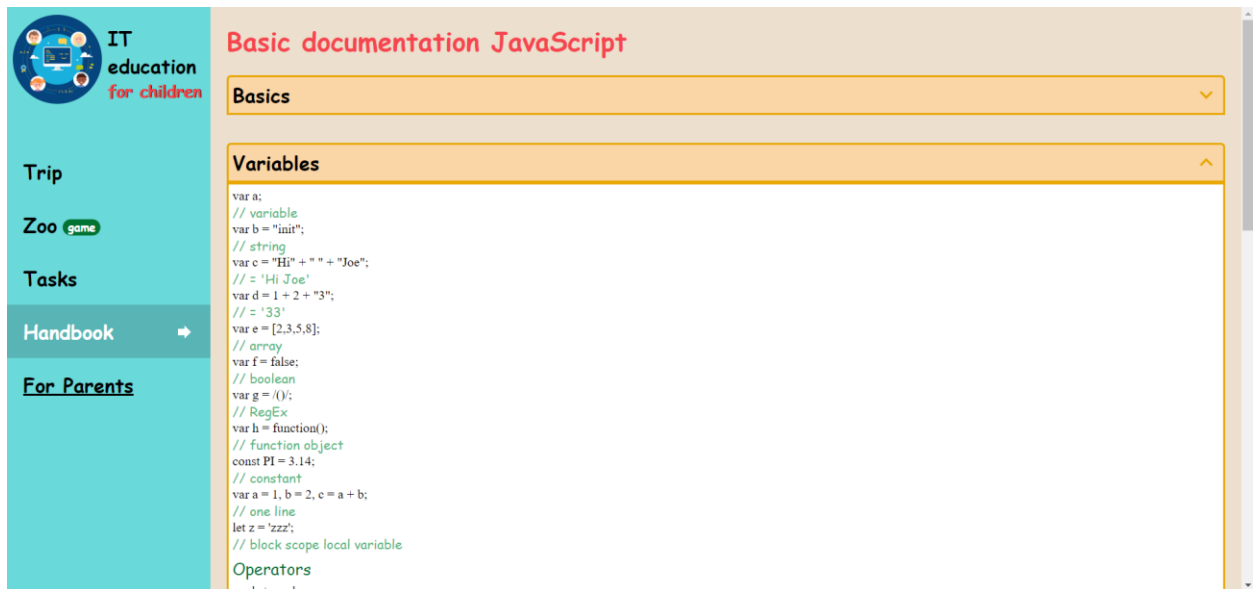 IT
education
for children
Trip
Zoo game
Tasks
Handbook
For Parents
Basic documentation JavaScript
Basics
Variables
var a;
// variable
var b = "init";
// string
var c = "Hi" + " " + "Joe";
// = 'Hi Joe'
var d = 1 + 2 + "3";
// = '33'
var e = [2,3,5,8];
// array
var f = false;
// boolean
var g = /()/;
// RegEx
var h = function();
// function object
const PI = 3.14;
// constant
var a = 1, b = 2, c = a + b;
// one line
let z = 'zzz';
// block scope local variable
Operators